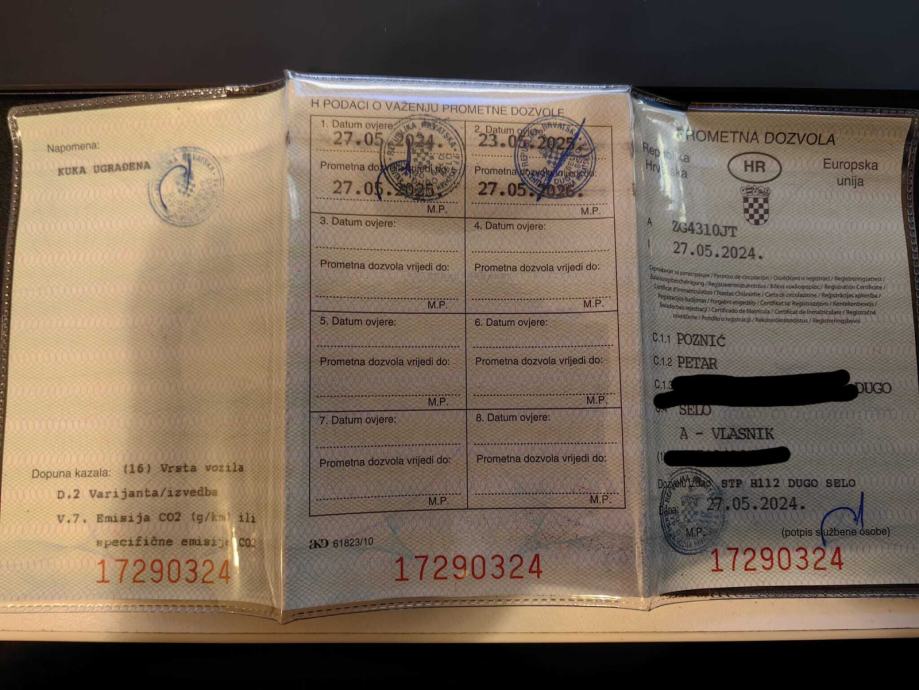 Napomena:
KUKA UGRAĐENA
Dopuna kazala: (16) Vrsta vozila
D.2 Varijanta/izvedba
V.7. Emisija CO2 (g/km) ili
specifične emisije CO2
17290324
H PODACI O VAŽENJU PROMETNE DOZVOLE
1. Datum ovjere:
27.05.2024.
Prometna dozvola vrijedi do:
27.05.2025.
M.P.
2. Datum ovjere:
23.05.2025.
Prometna dozvola vrijedi do:
27.05.2026.
M.P.
3. Datum ovjere:
Prometna dozvola vrijedi do:
M.P.
4. Datum ovjere:
Prometna dozvola vrijedi do:
M.P.
5. Datum ovjere:
Prometna dozvola vrijedi do:
M.P.
6. Datum ovjere:
Prometna dozvola vrijedi do:
M.P.
7. Datum ovjere:
Prometna dozvola vrijedi do:
M.P.
8. Datum ovjere:
Prometna dozvola vrijedi do:
M.P.
AKD 61823/10
17290324
PROMETNA DOZVOLA
Republika
Hrvatska
HR
Europska
unija
A ZG4310JT
I 27.05.2024.
C.1.1 POZNIĆ
C.1.2 PETAR
C.1.3 DUGO
SELO
A - VLASNIK
STP H112 DUGO SELO
Dana: 27.05.2024.
M.P. (potpis službene osobe)
17290324